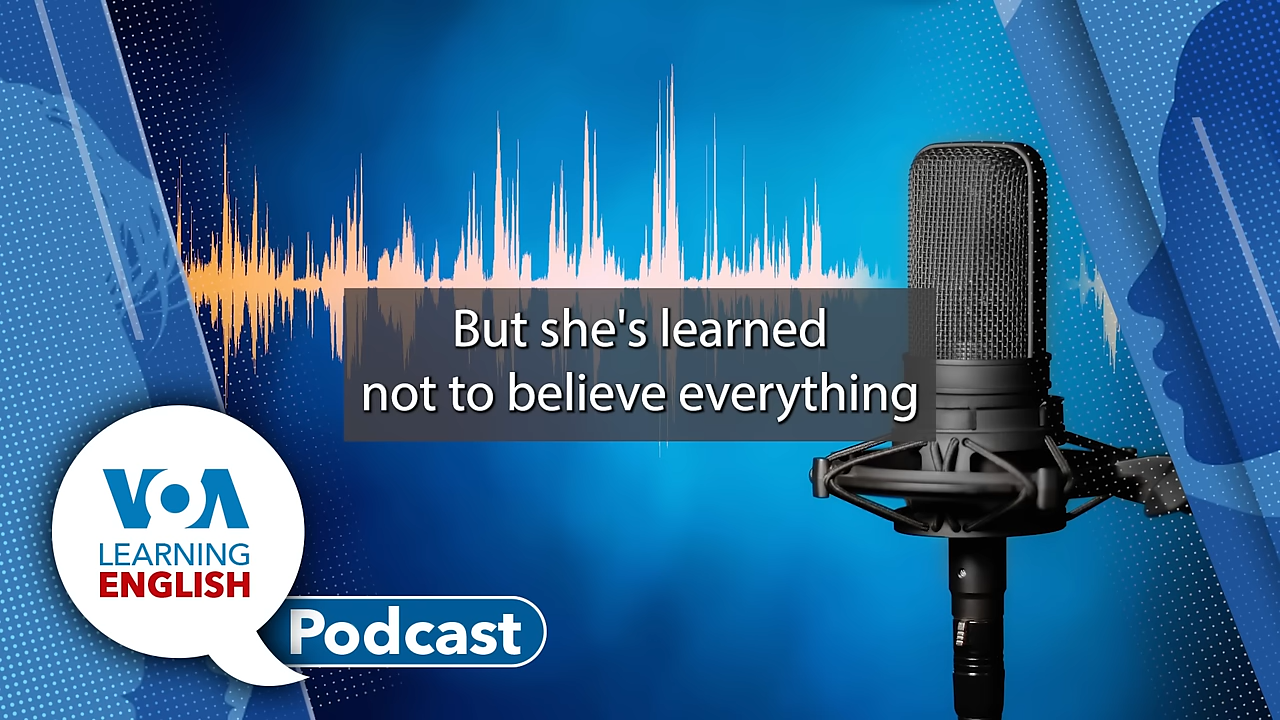 But she's learned
not to believe everything
VOA
LEARNING
ENGLISH
Podcast